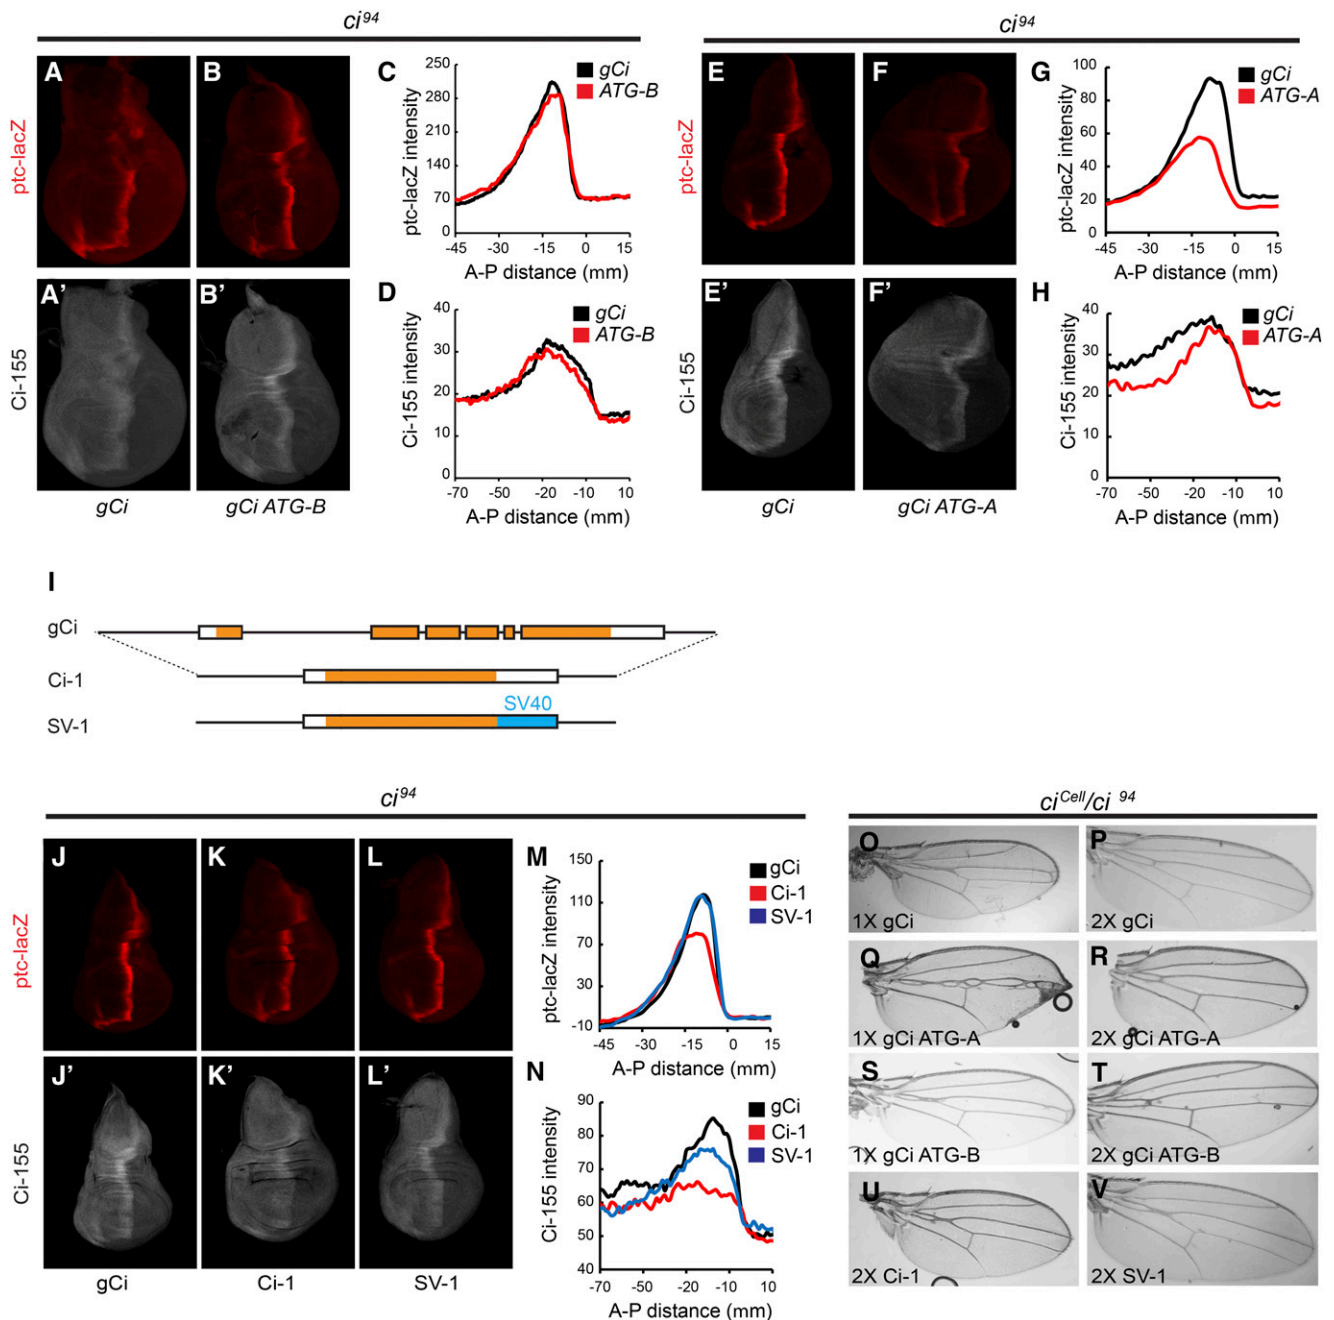 ci94
ci94
A
B
ptc-lacZ
A'
B'
Ci-155
gCi
gCi ATG-B
C
ptc-lacZ intensity
250
280
210
140
70
0
-45
-30
-15
0
15
A-P distance (mm)
gCi
ATG-B
D
Ci-155 intensity
40
30
20
10
0
-70
-50
-20
-10
10
A-P distance (mm)
gCi
ATG-B
E
F
ptc-lacZ
E'
F'
Ci-155
gCi
gCi ATG-A
G
ptc-lacZ intensity
100
80
60
40
20
0
-45
-30
-15
0
15
A-P distance (mm)
gCi
ATG-A
H
Ci-155 intensity
40
30
20
10
0
-70
-50
-20
-10
10
A-P distance (mm)
gCi
ATG-A
I
gCi
Ci-1
SV40
SV-1
ci94
J
K
L
ptc-lacZ
J'
K'
L'
Ci-155
gCi
Ci-1
SV-1
M
ptc-lacZ intensity
150
110
70
30
-10
-45
-30
-15
0
15
A-P distance (mm)
gCi
Ci-1
SV-1
N
Ci-155 intensity
90
80
70
60
50
40
-70
-50
-20
-10
10
A-P distance (mm)
gCi
Ci-1
SV-1
ciCell/ci 94
O
1X gCi
P
2X gCi
Q
1X gCi ATG-A
R
2X gCi ATG-A
S
1X gCi ATG-B
T
2X gCi ATG-B
U
2X Ci-1
V
2X SV-1